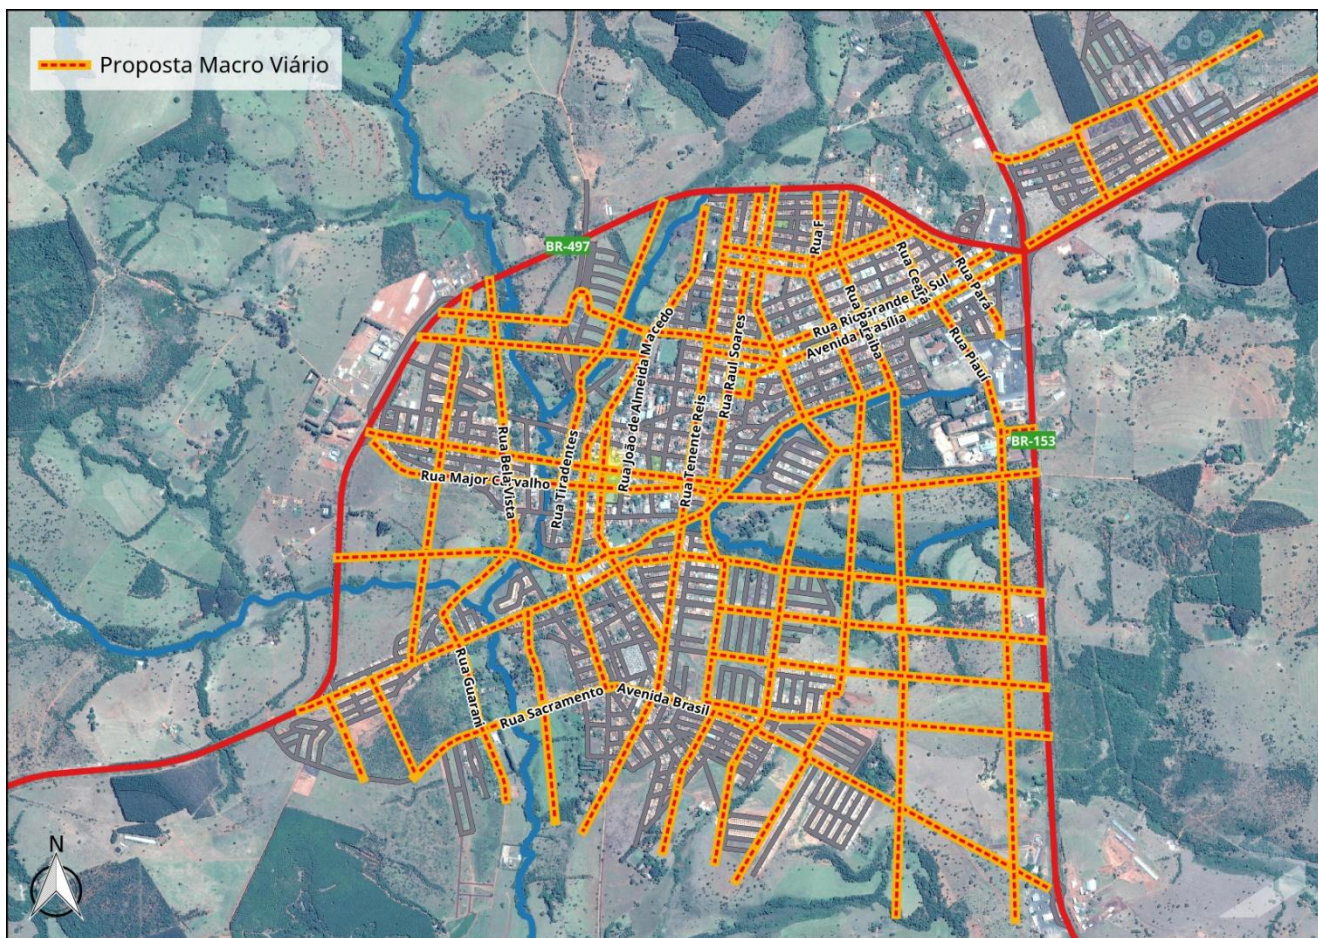 Proposta Macro Viário
BR-497
Rua F
Rua Ceará
Rua Pará
Rua Rio Grande do Sul
Rua Paraíba
Avenida Brasília
Rua Piauí
Rua João de Almeida Macedo
Rua Raul Soares
Rua Tenente Reis
Rua Tiradentes
Rua Bela Vista
Rua Major Carvalho
BR-153
Rua Guarani
Rua Sacramento
Avenida Brasil
N